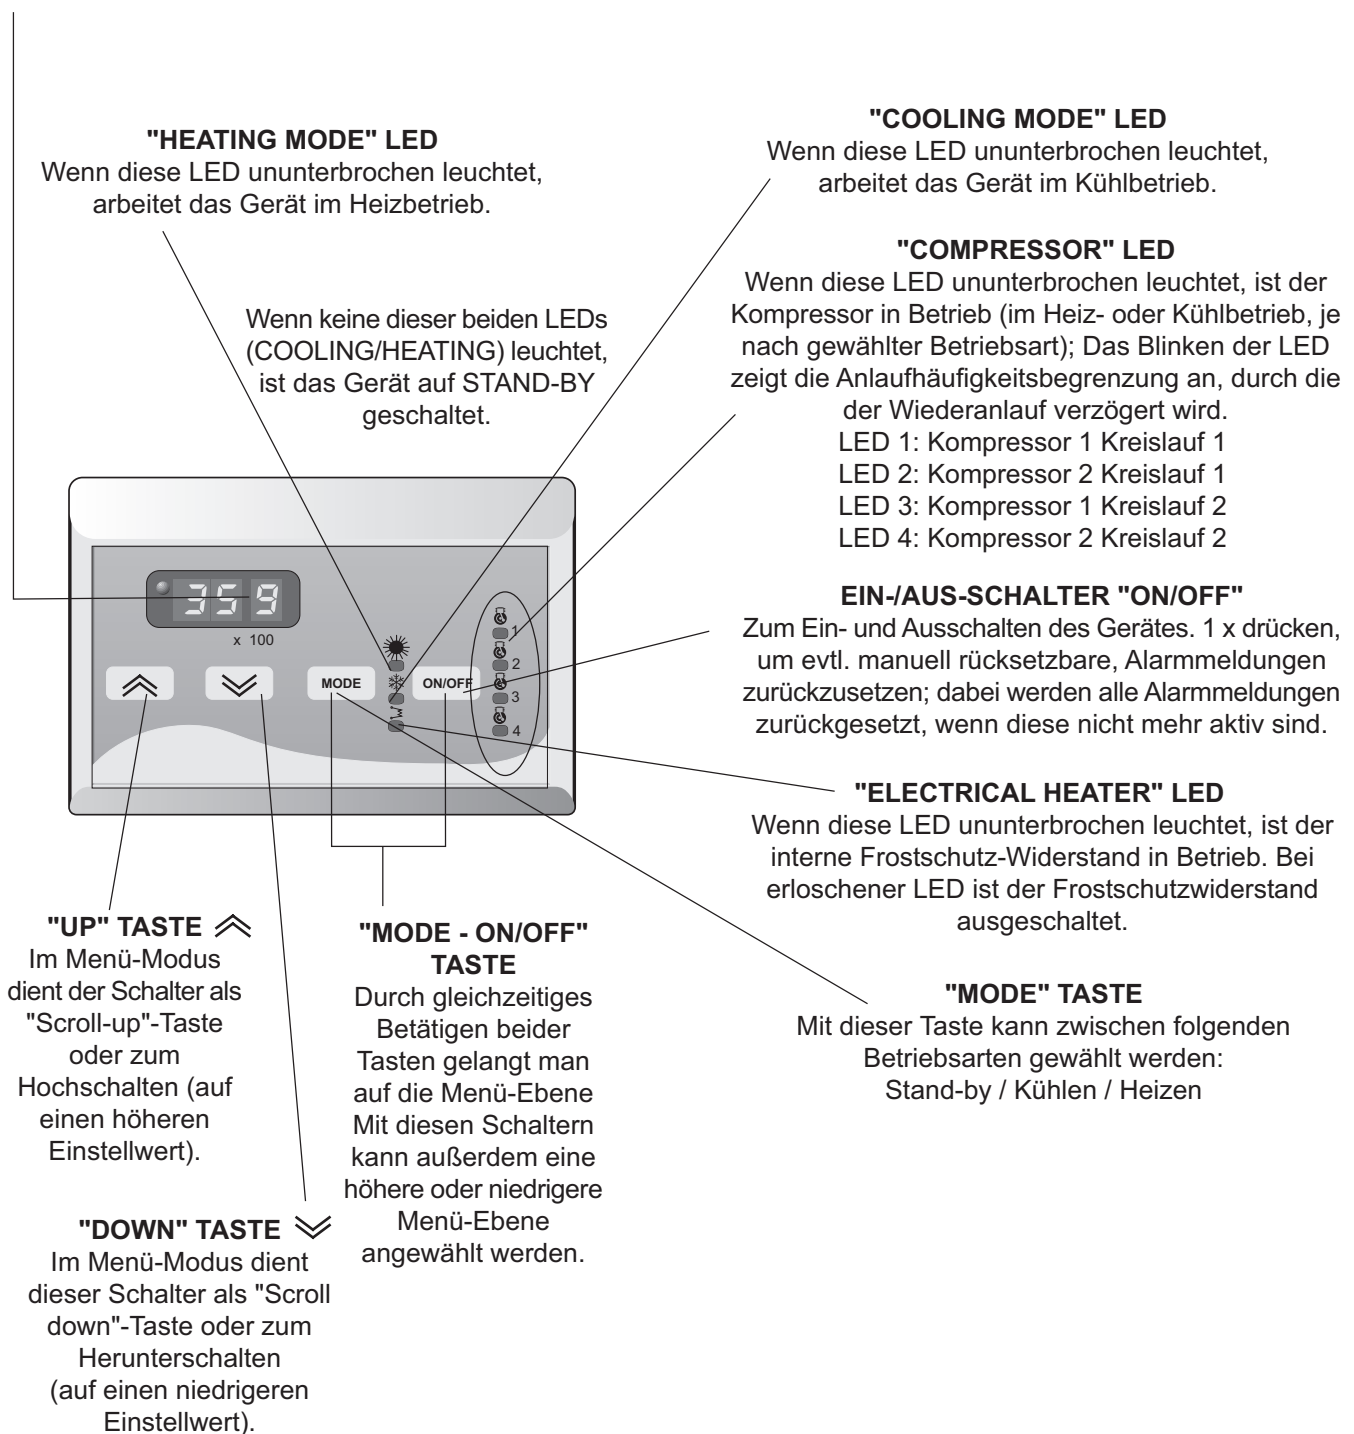 "HEATING MODE" LED
Wenn diese LED ununterbrochen leuchtet,
arbeitet das Gerät im Heizbetrieb.
Wenn keine dieser beiden LEDs
(COOLING/HEATING) leuchtet,
ist das Gerät auf STAND-BY
geschaltet.
"COOLING MODE" LED
Wenn diese LED ununterbrochen leuchtet,
arbeitet das Gerät im Kühlbetrieb.
"COMPRESSOR" LED
Wenn diese LED ununterbrochen leuchtet, ist der
Kompressor in Betrieb (im Heiz- oder Kühlbetrieb, je
nach gewählter Betriebsart); Das Blinken der LED
zeigt die Anlaufhäufigkeitsbegrenzung an, durch die
der Wiederanlauf verzögert wird.
LED 1: Kompressor 1 Kreislauf 1
LED 2: Kompressor 2 Kreislauf 1
LED 3: Kompressor 1 Kreislauf 2
LED 4: Kompressor 2 Kreislauf 2
359
x 100
MODE
ON/OFF
1
2
3
4
EIN-/AUS-SCHALTER "ON/OFF"
Zum Ein- und Ausschalten des Gerätes. 1 x drücken,
um evtl. manuell rücksetzbare, Alarmmeldungen
zurückzusetzen; dabei werden alle Alarmmeldungen
zurückgesetzt, wenn diese nicht mehr aktiv sind.
"ELECTRICAL HEATER" LED
Wenn diese LED ununterbrochen leuchtet, ist der
interne Frostschutz-Widerstand in Betrieb. Bei
erloschener LED ist der Frostschutzwiderstand
ausgeschaltet.
"UP" TASTE
Im Menü-Modus
dient der Schalter als
"Scroll-up"-Taste
oder zum
Hochschalten (auf
einen höheren
Einstellwert).
"MODE - ON/OFF"
TASTE
Durch gleichzeitiges
Betätigen beider
Tasten gelangt man
auf die Menü-Ebene
Mit diesen Schaltern
kann außerdem eine
höhere oder niedrigere
Menü-Ebene
angewählt werden.
"MODE" TASTE
Mit dieser Taste kann zwischen folgenden
Betriebsarten gewählt werden:
Stand-by / Kühlen / Heizen
"DOWN" TASTE
Im Menü-Modus dient
dieser Schalter als "Scroll
down"-Taste oder zum
Herunterschalten
(auf einen niedrigeren
Einstellwert).